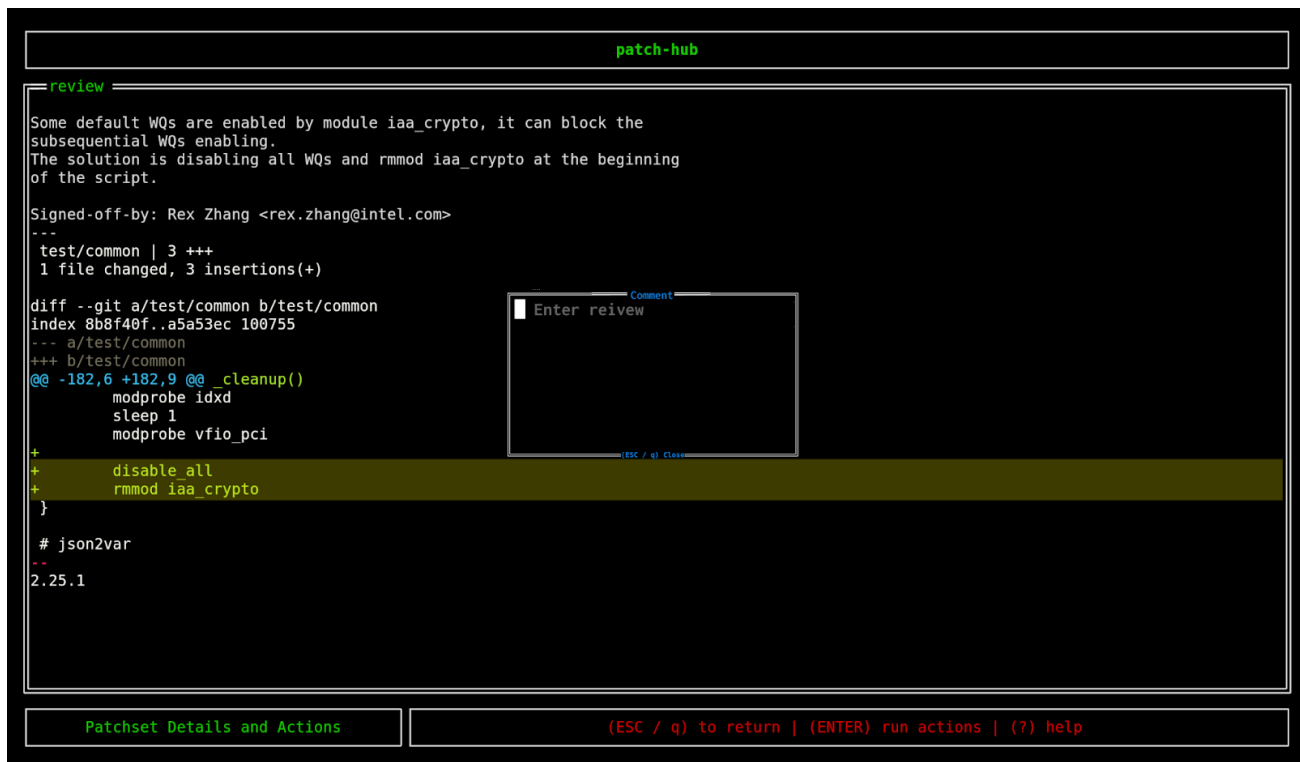 patch-hub
review
Some default WQs are enabled by module iaa_crypto, it can block the
subsequential WQs enabling.
The solution is disabling all WQs and rmmod iaa_crypto at the beginning
of the script.
Signed-off-by: Rex Zhang <rex.zhang@intel.com>
---
 test/common | 3 +++
 1 file changed, 3 insertions(+)
diff --git a/test/common b/test/common
index 8b8f40f..a5a53ec 100755
--- a/test/common
+++ b/test/common
@@ -182,6 +182,9 @@ _cleanup()
         modprobe idxd
         sleep 1
         modprobe vfio_pci
+
+        disable_all
+        rmmod iaa_crypto
 }
 # json2var
--
2.25.1
Comment
Enter reivew
(ESC / q) Close
Patchset Details and Actions
(ESC / q) to return | (ENTER) run actions | (?) help